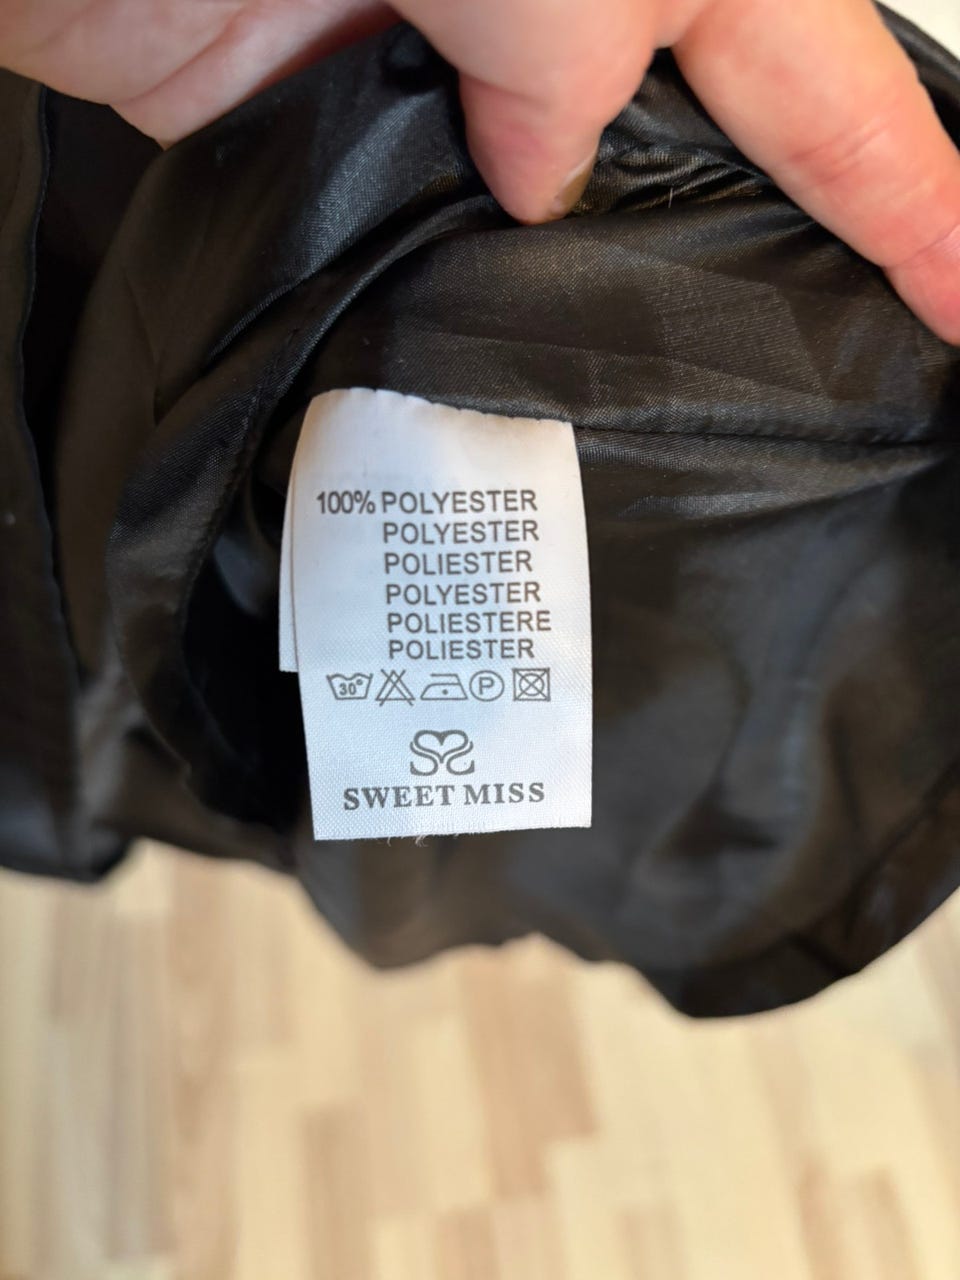 100% POLYESTER
POLYESTER
POLIESTER
POLYESTER
POLIESTERE
POLIESTER
30° P
SWEET MISS